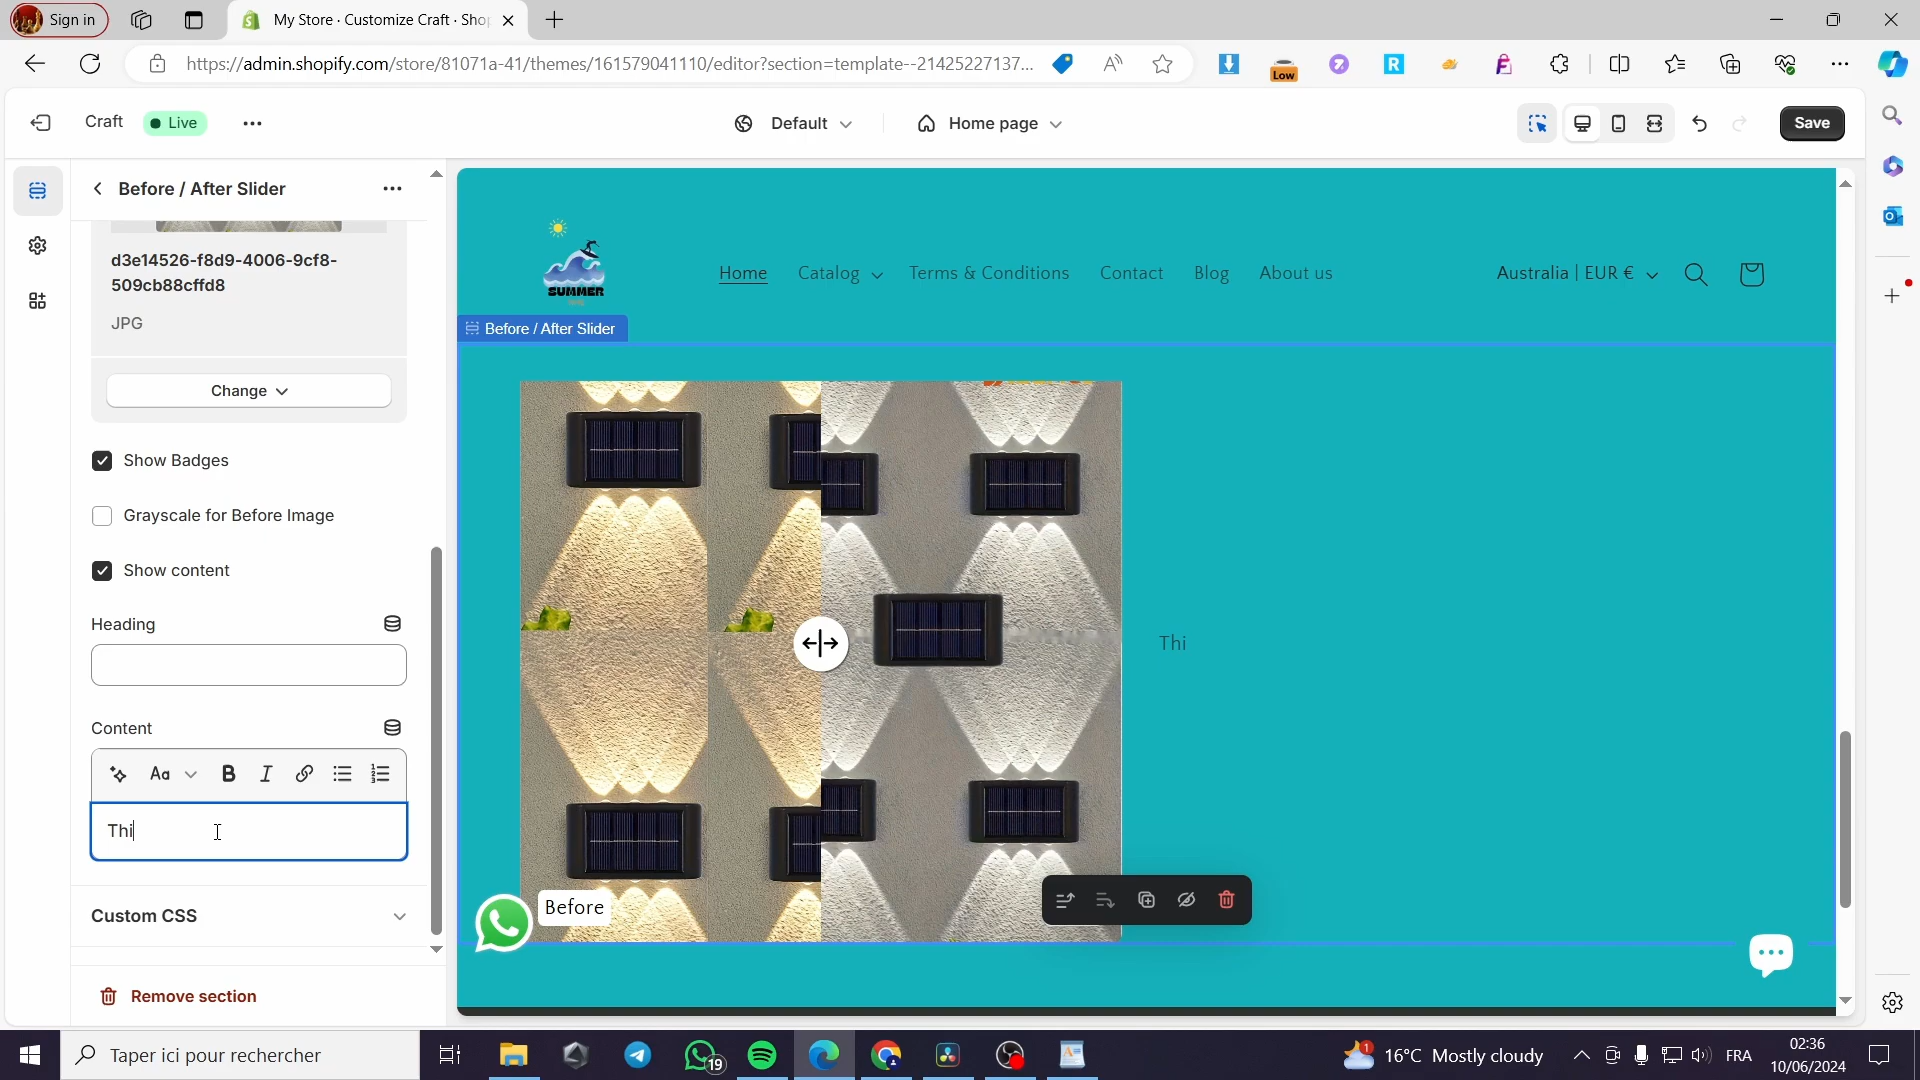 Sign in
My Store · Customize Craft · Sho
https://admin.shopify.com/store/81071a-41/themes/161579041110/editor?section=template--21425227137...
Low
Craft
Live
Default
Home page
Save
Before / After Slider
d3e14526-f8d9-4006-9cf8-
509cb88cffd8
JPG
Change
Show Badges
Grayscale for Before Image
Show content
Heading
Content
Aa
B
I
Thi
Custom CSS
Remove section
SUMMER
Home
Catalog
Terms & Conditions
Contact
Blog
About us
Australia | EUR €
Before / After Slider
Thi
Before
Taper ici pour rechercher
19
1
16°C Mostly cloudy
FRA
02:36
10/06/2024